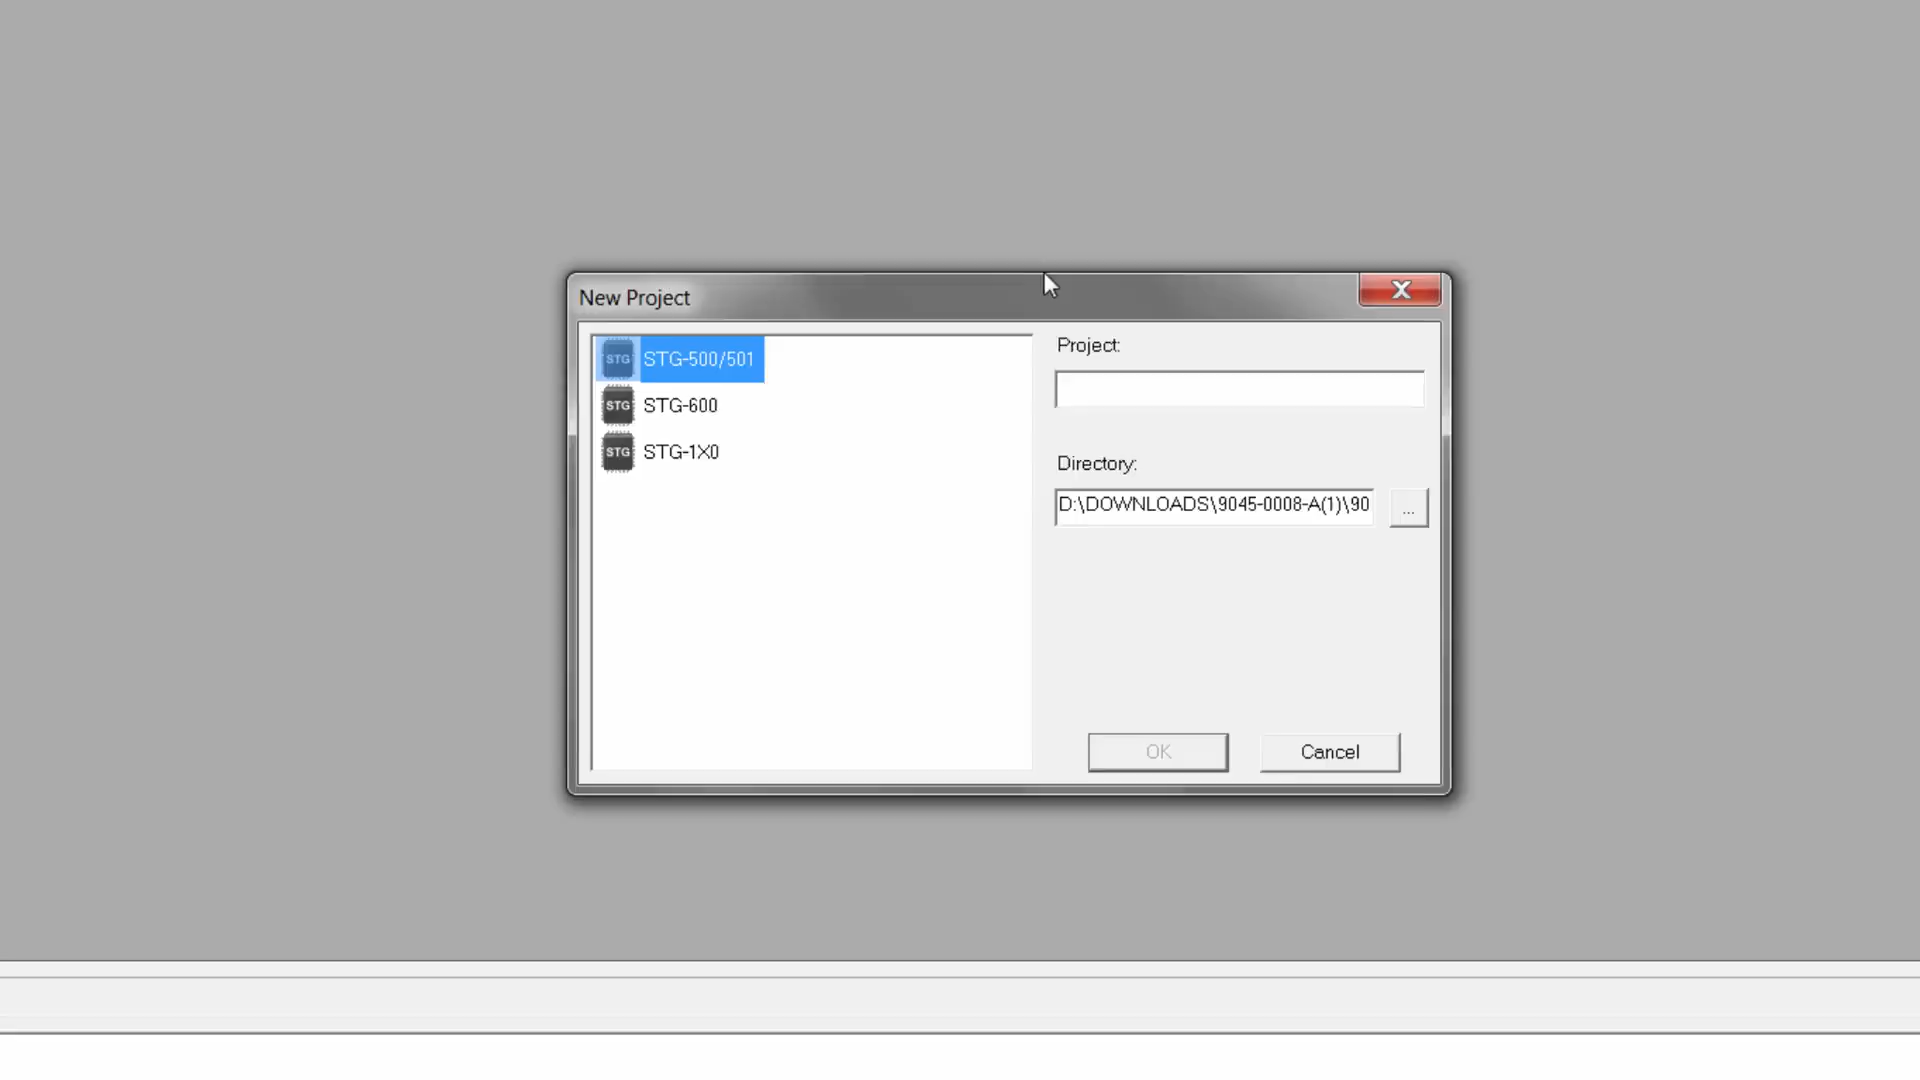 New Project
X
STG STG-500/501
STG STG-600
STG STG-1X0
Project:
Directory:
D:\DOWNLOADS\9045-0008-A(1)\90
...
OK
Cancel